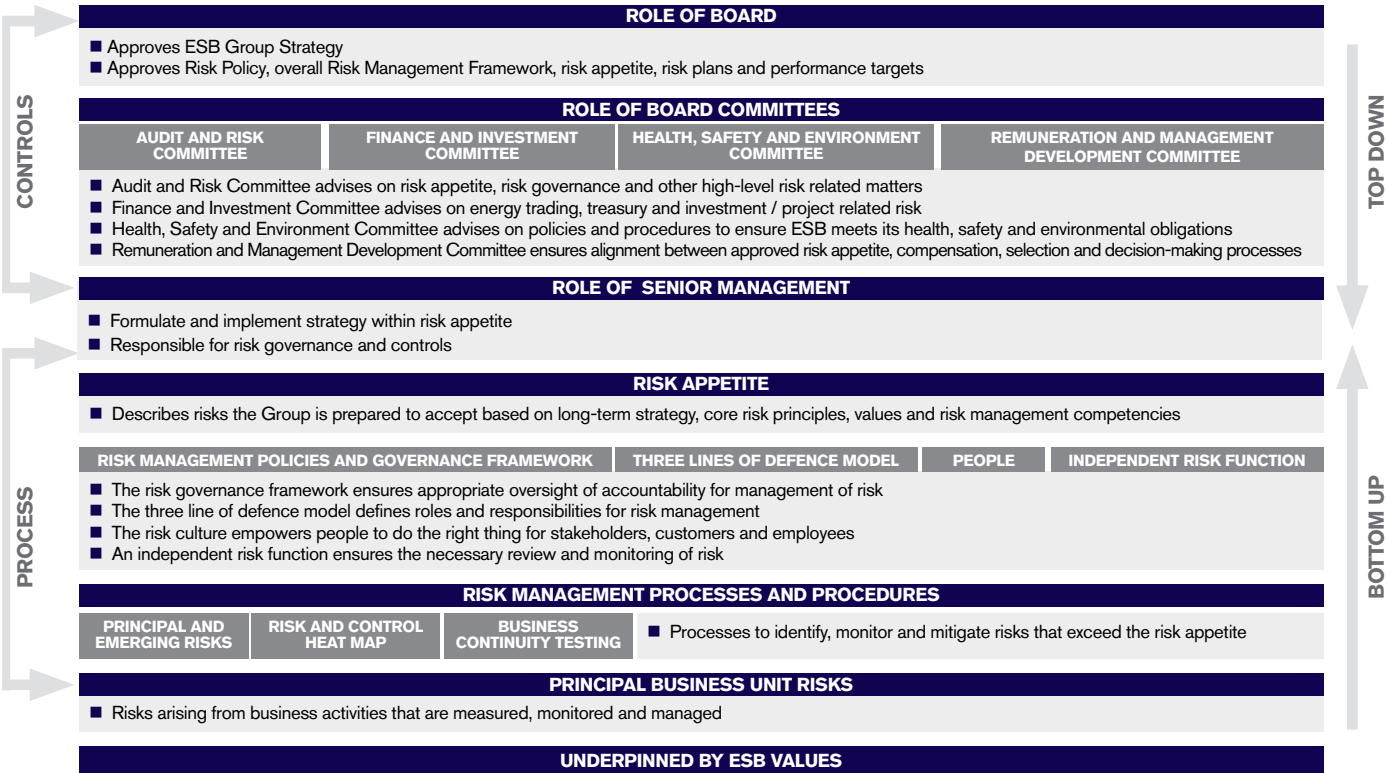 ROLE OF BOARD
■ Approves ESB Group Strategy
■ Approves Risk Policy, overall Risk Management Framework, risk appetite, risk plans and performance targets
CONTROLS
TOP DOWN
ROLE OF BOARD COMMITTEES
AUDIT AND RISK
COMMITTEE
FINANCE AND INVESTMENT
COMMITTEE
HEALTH, SAFETY AND ENVIRONMENT
COMMITTEE
REMUNERATION AND MANAGEMENT
DEVELOPMENT COMMITTEE
■ Audit and Risk Committee advises on risk appetite, risk governance and other high-level risk related matters
■ Finance and Investment Committee advises on energy trading, treasury and investment / project related risk
■ Health, Safety and Environment Committee advises on policies and procedures to ensure ESB meets its health, safety and environmental obligations
■ Remuneration and Management Development Committee ensures alignment between approved risk appetite, compensation, selection and decision-making processes
ROLE OF SENIOR MANAGEMENT
■ Formulate and implement strategy within risk appetite
■ Responsible for risk governance and controls
RISK APPETITE
■ Describes risks the Group is prepared to accept based on long-term strategy, core risk principles, values and risk management competencies
PROCESS
BOTTOM UP
RISK MANAGEMENT POLICIES AND GOVERNANCE FRAMEWORK
THREE LINES OF DEFENCE MODEL
PEOPLE
INDEPENDENT RISK FUNCTION
■ The risk governance framework ensures appropriate oversight of accountability for management of risk
■ The three line of defence model defines roles and responsibilities for risk management
■ The risk culture empowers people to do the right thing for stakeholders, customers and employees
■ An independent risk function ensures the necessary review and monitoring of risk
RISK MANAGEMENT PROCESSES AND PROCEDURES
PRINCIPAL AND
EMERGING RISKS
RISK AND CONTROL
HEAT MAP
BUSINESS
CONTINUITY TESTING
■ Processes to identify, monitor and mitigate risks that exceed the risk appetite
PRINCIPAL BUSINESS UNIT RISKS
■ Risks arising from business activities that are measured, monitored and managed
UNDERPINNED BY ESB VALUES